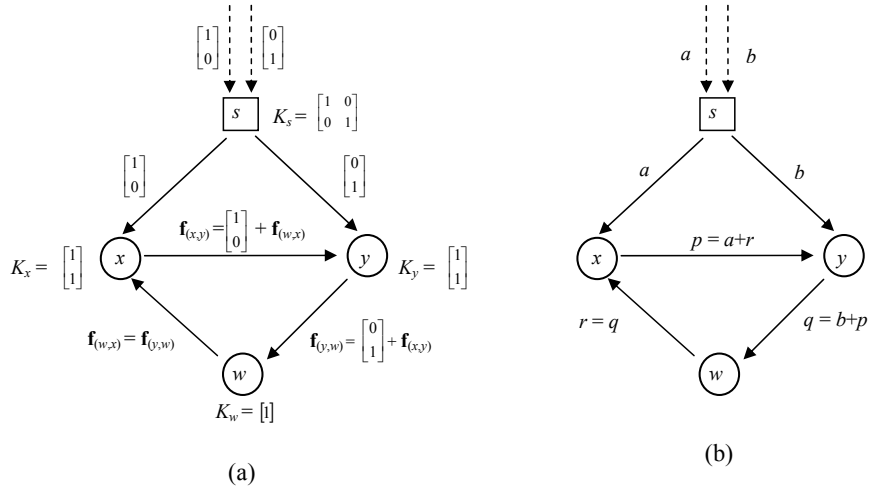 [1 0]
[0 1]
s
K_s = [1 0; 0 1]
[1 0]
[0 1]
f_(x,y) = [1 0] + f_(w,x)
K_x = [1 1]
x
y
K_y = [1 1]
f_(w,x) = f_(y,w)
f_(y,w) = [0 1] + f_(x,y)
w
K_w = [1]
(a)
a
b
s
a
b
x
p = a+r
y
r = q
q = b+p
w
(b)